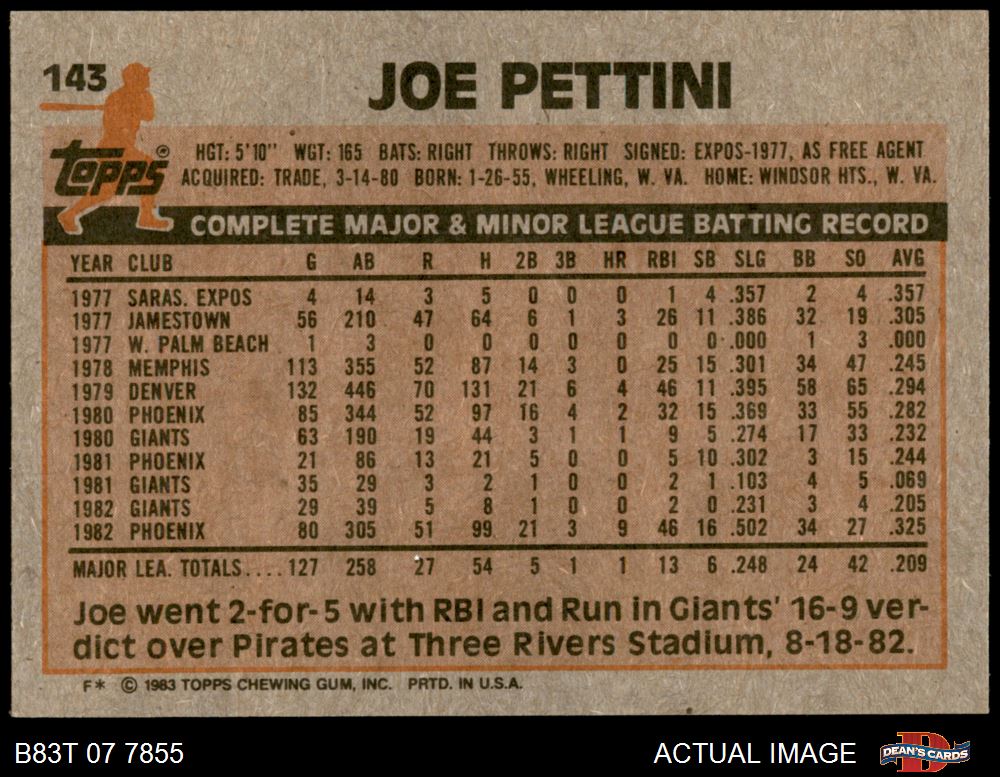 143
JOE PETTINI
TOPPS ®
HGT: 5'10" WGT: 165 BATS: RIGHT THROWS: RIGHT SIGNED: EXPOS-1977, AS FREE AGENT
ACQUIRED: TRADE, 3-14-80 BORN: 1-26-55, WHEELING, W. VA. HOME: WINDSOR HTS., W. VA.
COMPLETE MAJOR & MINOR LEAGUE BATTING RECORD
YEAR CLUB G AB R H 2B 3B HR RBI SB SLG BB SO AVG
1977 SARAS. EXPOS 4 14 3 5 0 0 0 1 4 .357 2 4 .357
1977 JAMESTOWN 56 210 47 64 6 1 3 26 11 .386 32 19 .305
1977 W. PALM BEACH 1 3 0 0 0 0 0 0 0 .000 1 3 .000
1978 MEMPHIS 113 355 52 87 14 3 0 25 15 .301 34 47 .245
1979 DENVER 132 446 70 131 21 6 4 46 11 .395 58 65 .294
1980 PHOENIX 85 344 52 97 16 4 2 32 15 .369 33 55 .282
1980 GIANTS 63 190 19 44 3 1 1 9 5 .274 17 33 .232
1981 PHOENIX 21 86 13 21 5 0 0 5 10 .302 3 15 .244
1981 GIANTS 35 29 3 2 1 0 0 2 1 .103 4 5 .069
1982 GIANTS 29 39 5 8 1 0 0 2 0 .231 3 4 .205
1982 PHOENIX 80 305 51 99 21 3 9 46 16 .502 34 27 .325
MAJOR LEA. TOTALS.... 127 258 27 54 5 1 1 13 6 .248 24 42 .209
Joe went 2-for-5 with RBI and Run in Giants' 16-9 ver-
dict over Pirates at Three Rivers Stadium, 8-18-82.
F* © 1983 TOPPS CHEWING GUM, INC. PRTD. IN U.S.A.
B83T 07 7855 ACTUAL IMAGE DEAN'S CARDS